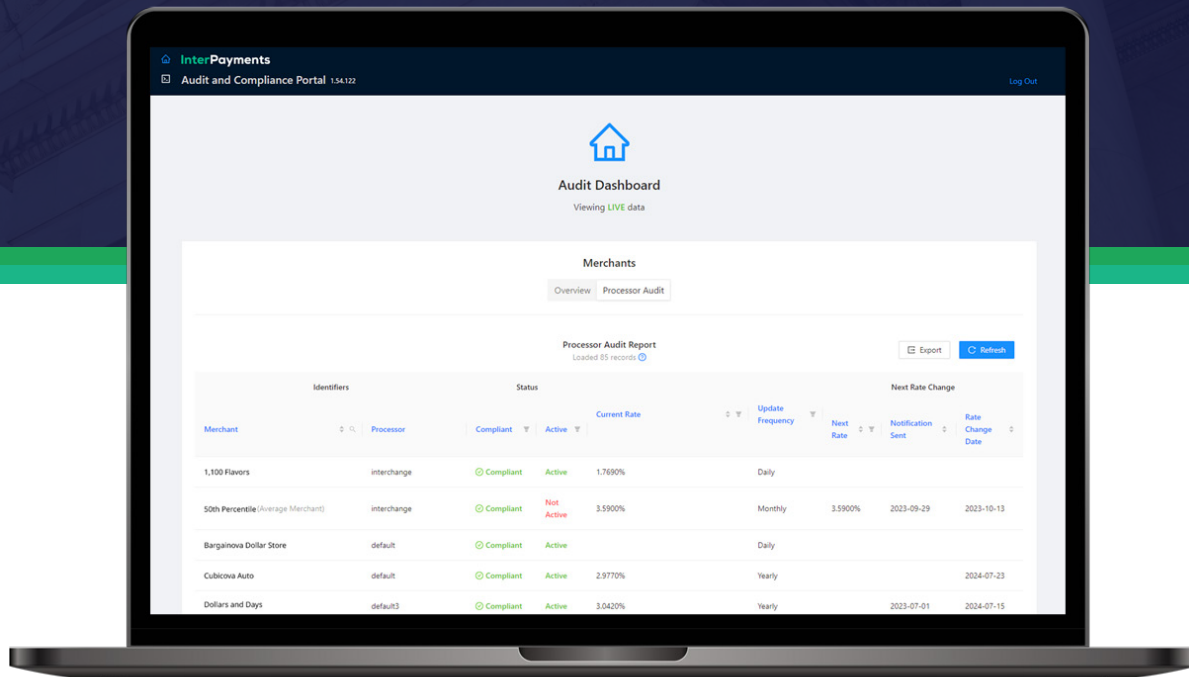 InterPayments
Audit and Compliance Portal 1.54.122
Log Out
Audit Dashboard
Viewing LIVE data
Merchants
Overview Processor Audit
Processor Audit Report
Loaded 85 records
Export Refresh
Identifiers Status Next Rate Change
Merchant Processor Compliant Active Current Rate Update Frequency Next Rate Notification Sent Rate Change Date
1,100 Flavors interchange Compliant Active 1.7690% Daily
50th Percentile (Average Merchant) interchange Compliant Not Active 3.5900% Monthly 3.5900% 2023-09-29 2023-10-13
Bargainova Dollar Store default Compliant Active Daily
Cubicova Auto default Compliant Active 2.9770% Yearly 2024-07-23
Dollars and Days default3 Compliant Active 3.0420% Yearly 2023-07-01 2024-07-15